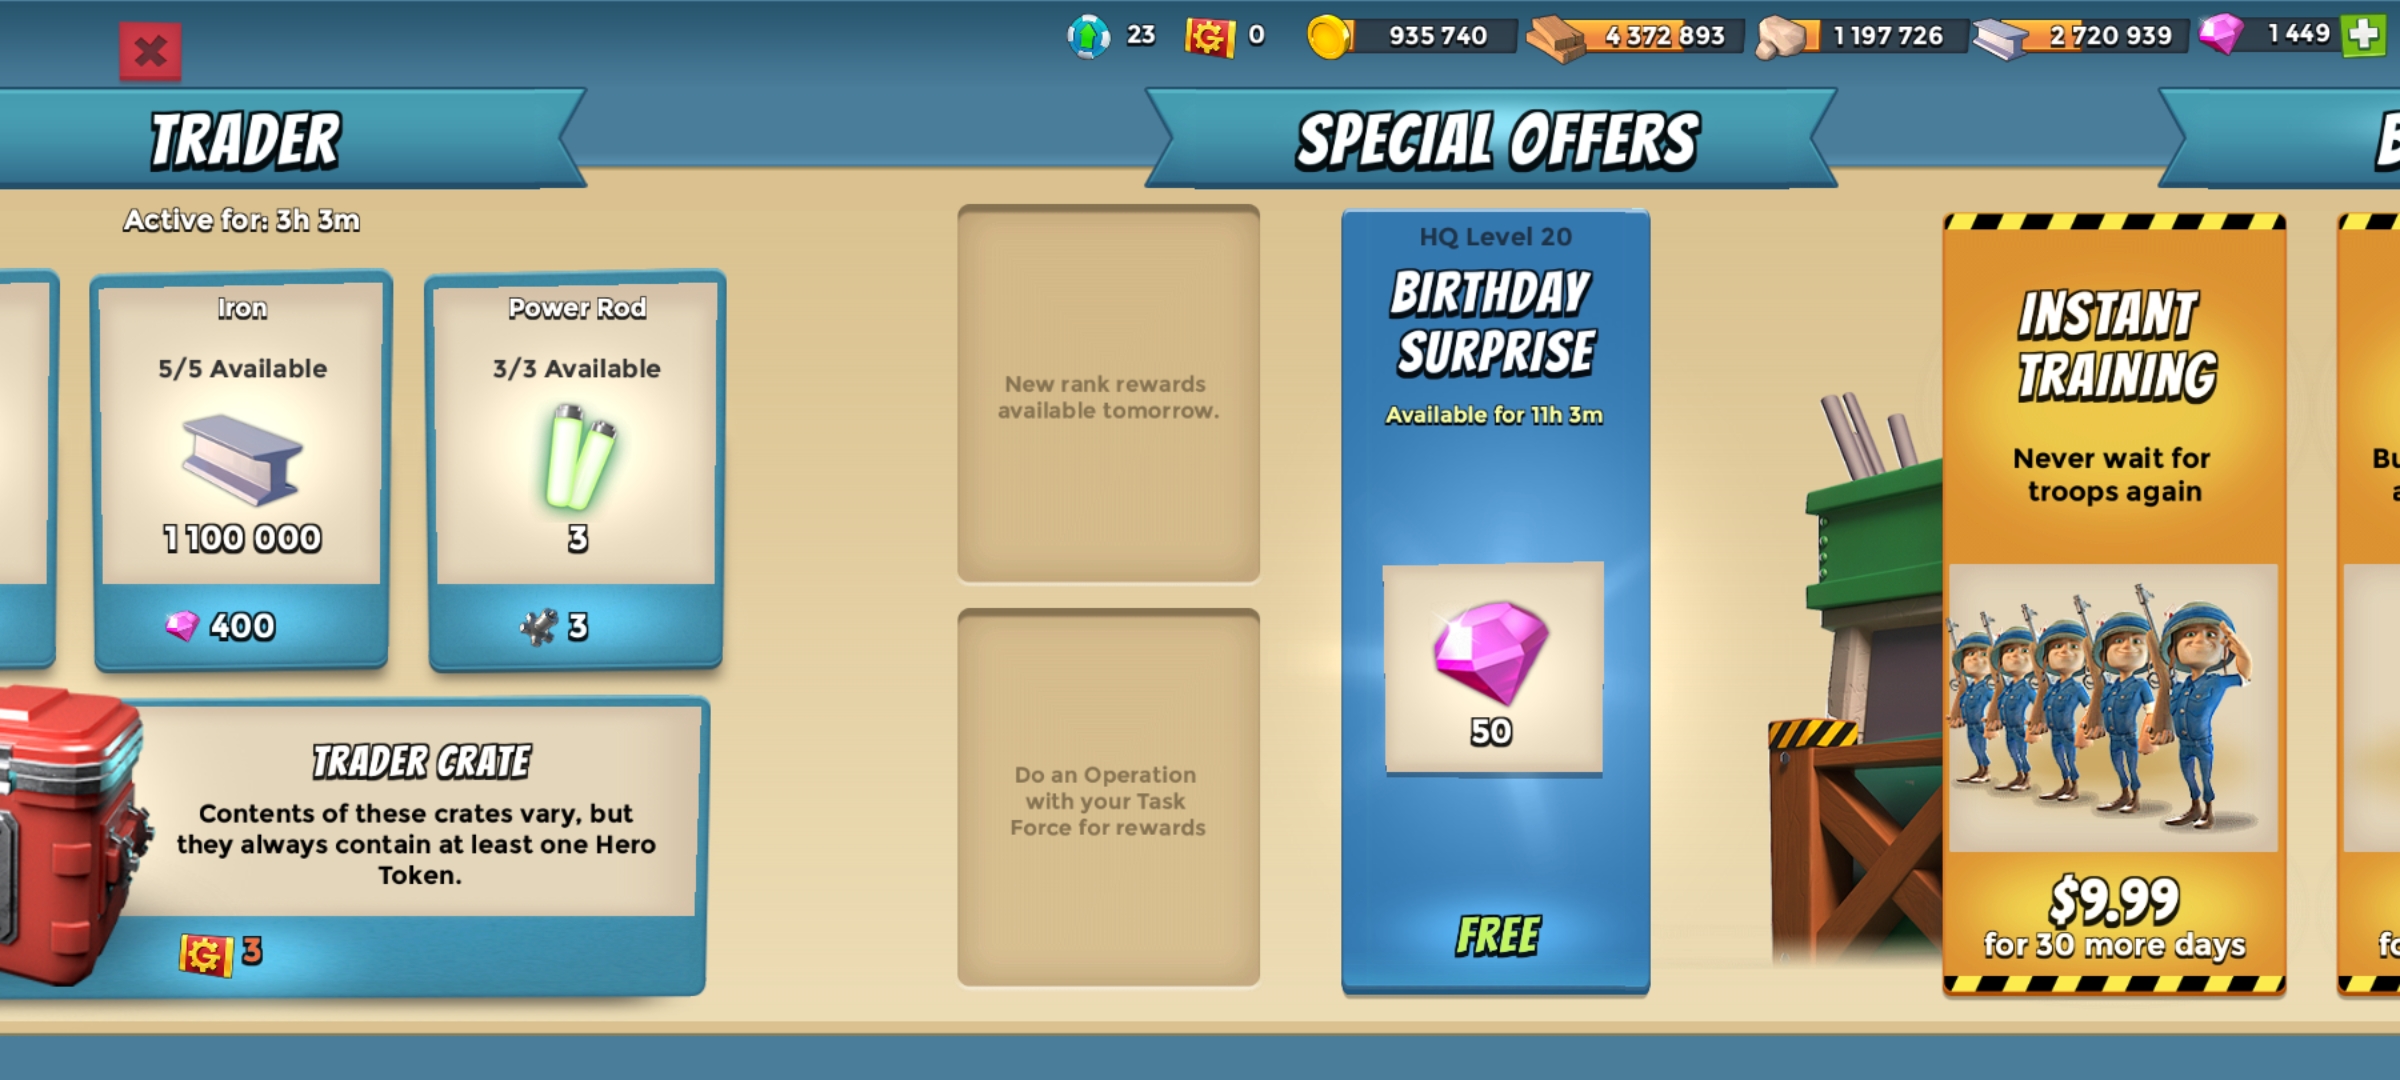 23
0
935 740
4 372 893
1 197 726
2 720 939
1 449
TRADER
SPECIAL OFFERS
Active for: 3h 3m
Iron
5/5 Available
1 100 000
400
Power Rod
3/3 Available
3
3
TRADER CRATE
Contents of these crates vary, but
they always contain at least one Hero
Token.
3
New rank rewards
available tomorrow.
Do an Operation
with your Task
Force for rewards
HQ Level 20
BIRTHDAY
SURPRISE
Available for 11h 3m
50
FREE
INSTANT
TRAINING
Never wait for
troops again
$9.99
for 30 more days